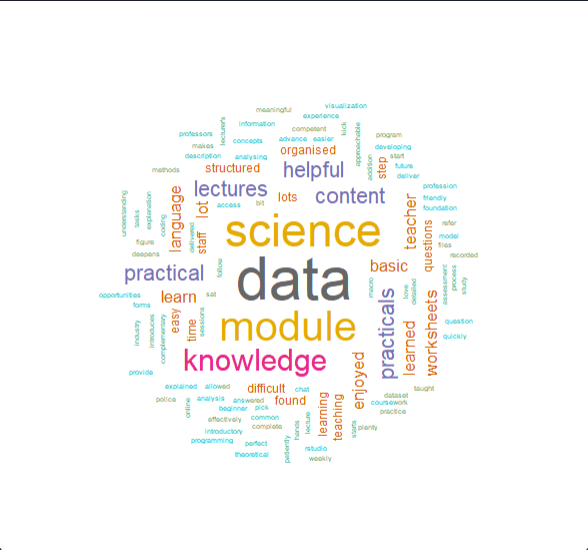 visualization
meaningful
experience
information
competent
kick
lecturer's
professors
concepts
advance
easier
approachable
program
makes
organised
developing
description
analysing
addition
step
start
methods
structured
helpful
future
deliver
lectures
content
profession
understanding
tasks
explanation
language
lot
access
bit
lots
teacher
friendly
foundation
coding
delivered
staff
science
questions
refer
figure
model
files
deepens
follow
data
basic
recorded
practical
macro
love
detailed
assessment
process
study
opportunities
learn
sat
practicals
forms
industry
introduces
complementary
easy
time
sessions
module
learned
worksheets
question
quickly
knowledge
provide
enjoyed
explained
allowed
difficult
chat
taught
police
online
analysis
answered
found
learning
teaching
dataset
coursework
beginner
pick
practice
effectively
common
lecture
introductory
complete
hands
starts
plenty
programming
perfect
patiently
rstudio
theoretical
weekly